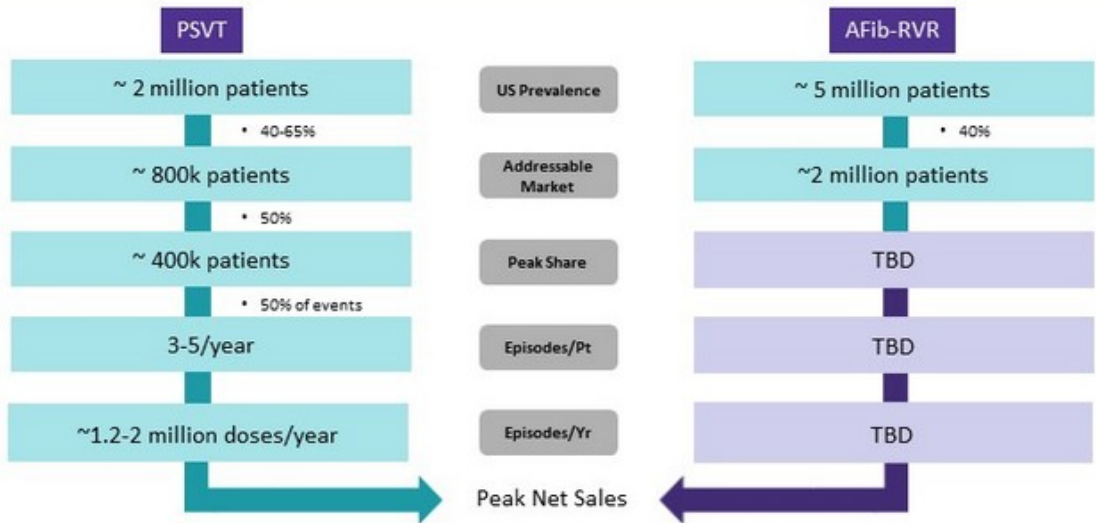 PSVT
AFib-RVR
~ 2 million patients
US Prevalence
~ 5 million patients
• 40-65%
• 40%
~ 800k patients
Addressable
Market
~2 million patients
• 50%
~ 400k patients
Peak Share
TBD
• 50% of events
3-5/year
Episodes/Pt
TBD
~1.2-2 million doses/year
Episodes/Yr
TBD
Peak Net Sales